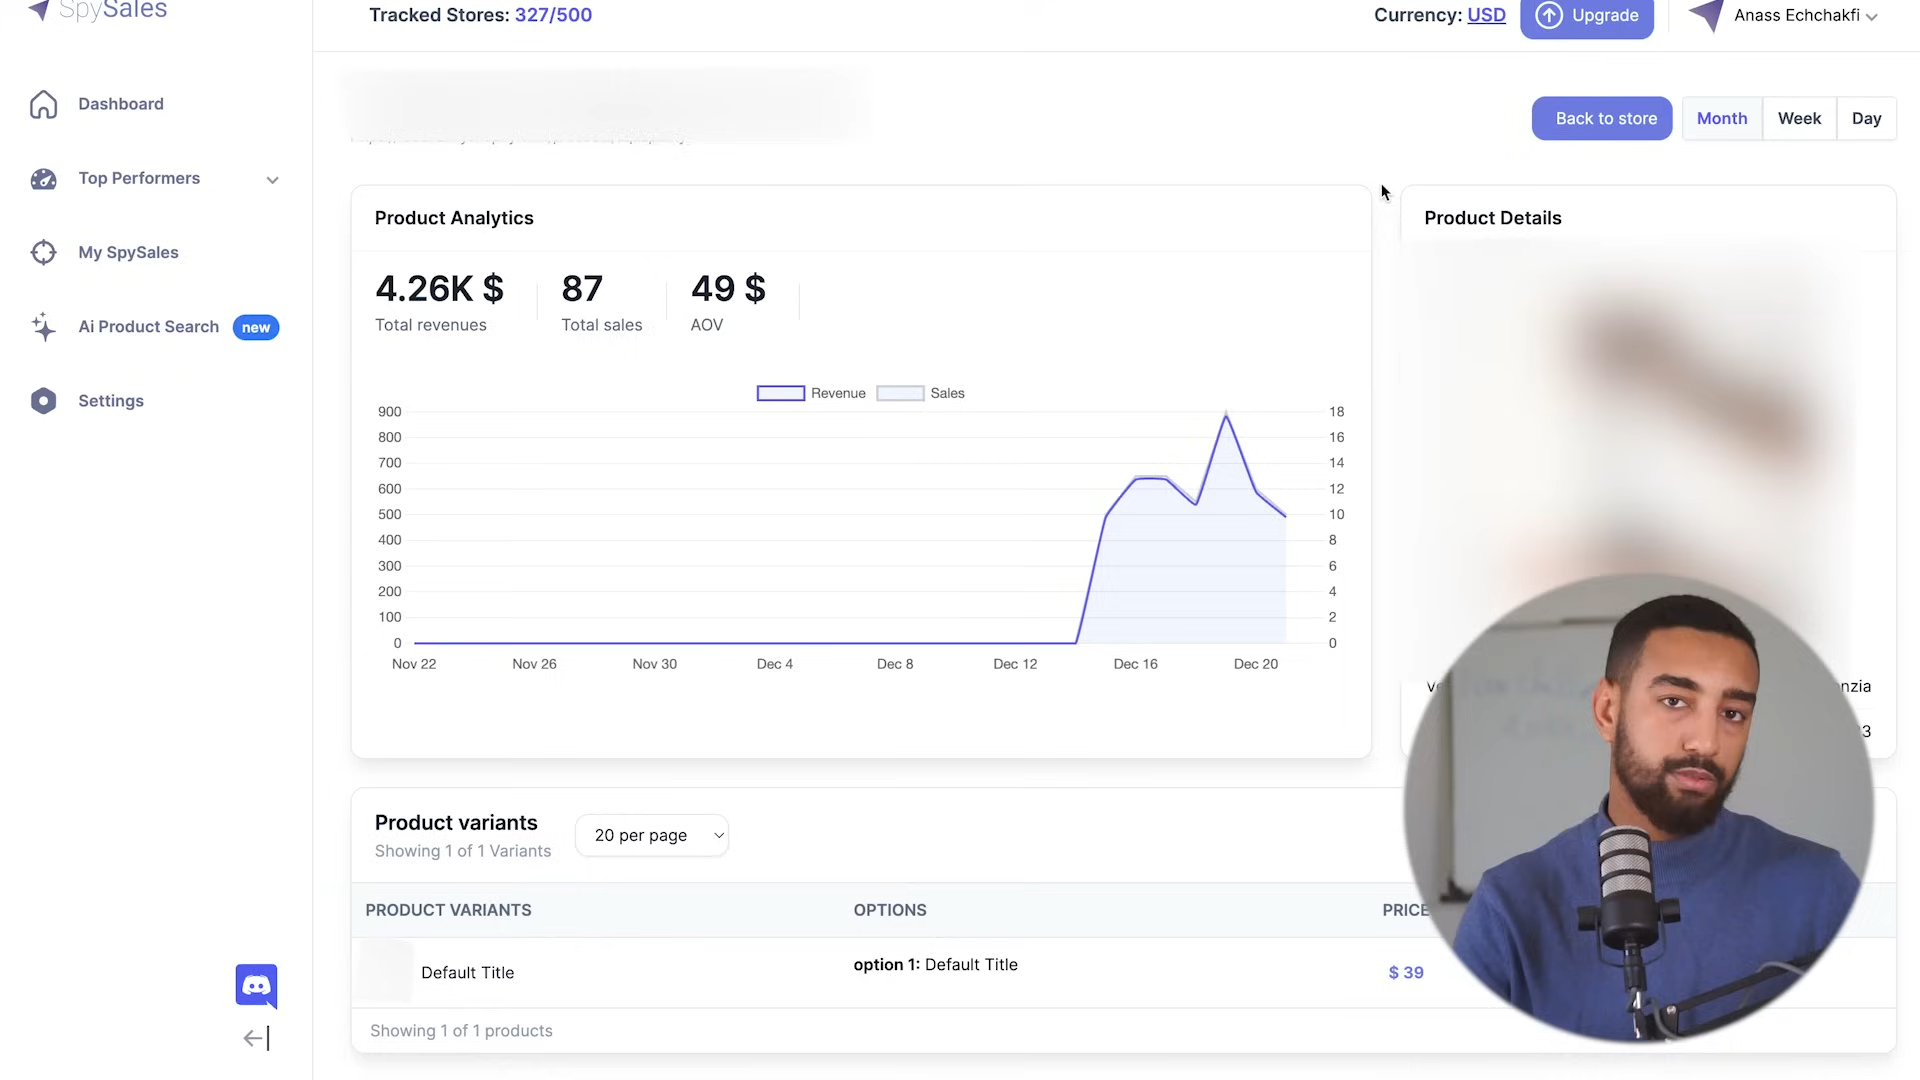 SpySales
Tracked Stores: 327/500
Currency: USD
Upgrade
Anass Echchakfi
Dashboard
Top Performers
My SpySales
Ai Product Search new
Settings
Back to store
Month
Week
Day
Product Analytics
4.26K $
Total revenues
87
Total sales
49 $
AOV
Revenue
Sales
900
800
700
600
500
400
300
200
100
0
18
16
14
12
10
8
6
4
2
0
Nov 22
Nov 26
Nov 30
Dec 4
Dec 8
Dec 12
Dec 16
Dec 20
Product Details
Product variants
Showing 1 of 1 Variants
20 per page
PRODUCT VARIANTS
OPTIONS
PRICE
Default Title
option 1: Default Title
$ 39
Showing 1 of 1 products